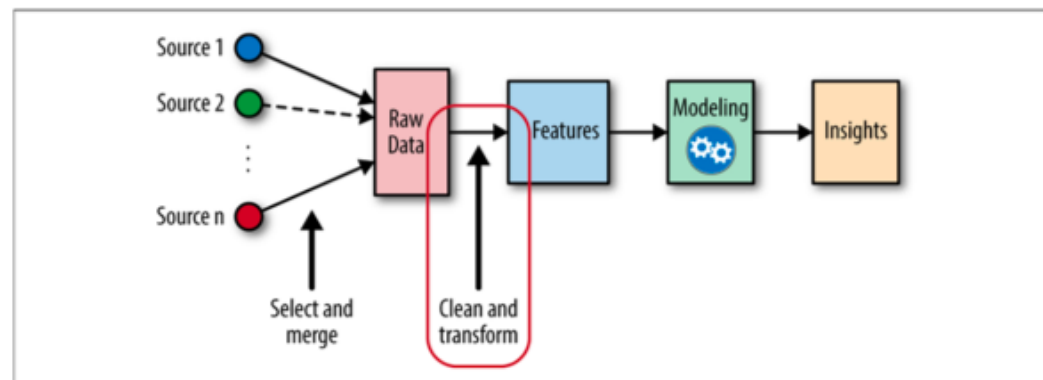 Source 1
Source 2
Source n
Raw
Data
Features
Modeling
Insights
Select and
merge
Clean and
transform